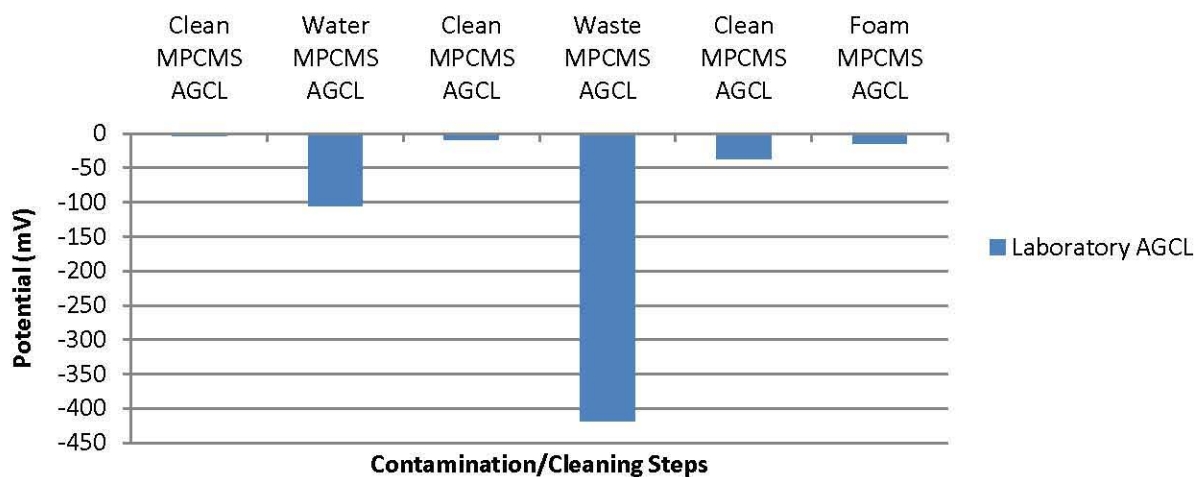 Clean Water Clean Waste Clean Foam
MPCMS MPCMS MPCMS MPCMS MPCMS MPCMS
AGCL AGCL AGCL AGCL AGCL AGCL
0
-50
-100
-150
-200
-250
-300
-350
-400
-450
Potential (mV)
Laboratory AGCL
Contamination/Cleaning Steps